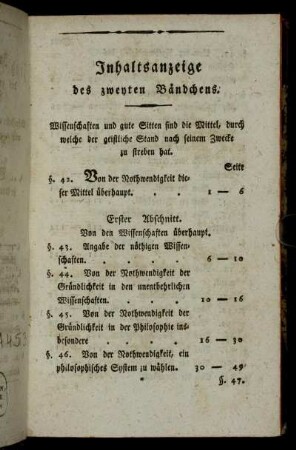 Inhaltsanzeige
des zweyten Bändchens.
Wissenschaften und gute Sitten sind die Mittel, durch
welche der geistliche Stand nach seinem Zwecke
zu streben hat.
Seite
§. 42. Von der Nothwendigkeit die-
ser Mittel überhaupt. . . 1 — 6
Erster Abschnitt.
Von den Wissenschaften überhaupt.
§. 43. Angabe der nöthigen Wissen-
schaften. . . . . 6 — 10
§. 44. Von der Nothwendigkeit der
Gründlichkeit in den unentbehrlichen
Wissenschaften. . . . 10 — 16
§. 45. Von der Nothwendigkeit der
Gründlichkeit in der Philosophie ins-
besondere . . . . 16 — 30
§. 46. Von der Nothwendigkeit, ein
philosophisches System zu wählen. 30 — 49
* §. 47.